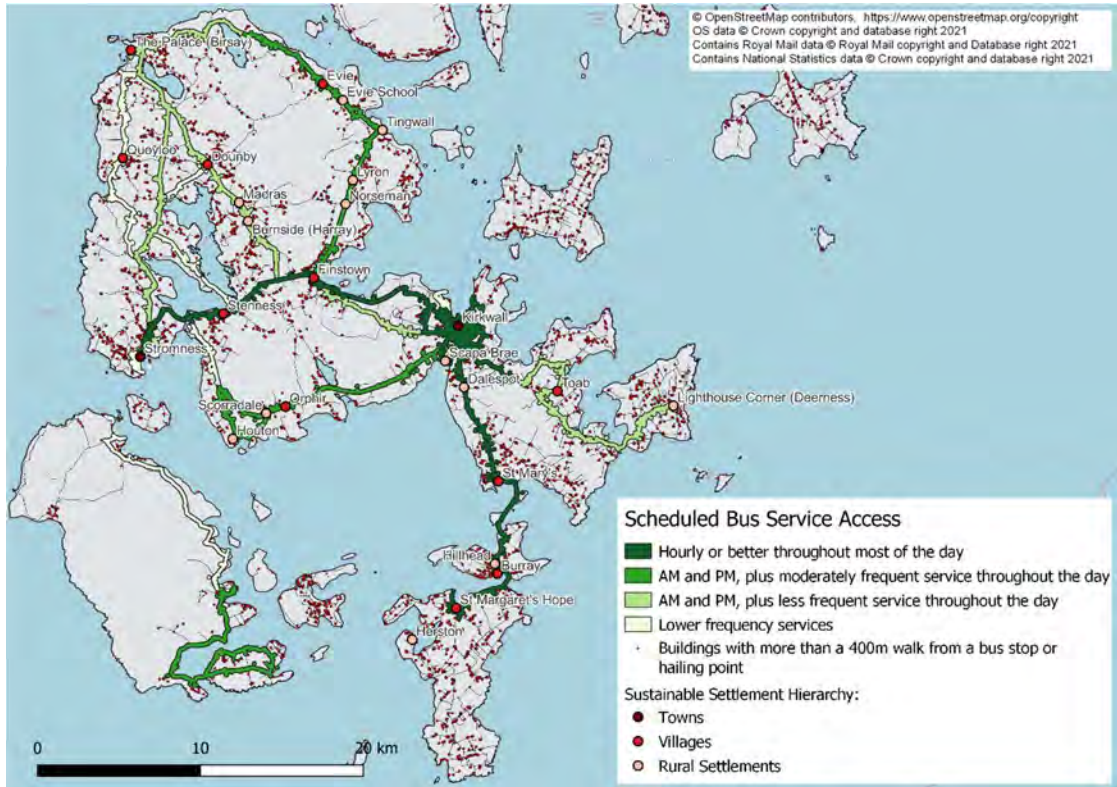 © OpenStreetMap contributors, https://www.openstreetmap.org/copyright
OS data © Crown copyright and database right 2021
Contains Royal Mail data © Royal Mail copyright and Database right 2021
Contains National Statistics data © Crown copyright and database right 2021
The Palace (Birsay)
Evie
Evie School
Tingwall
Quoyloo
Dounby
Lyron
Madras
Norseman
Burnside (Harray)
Finstown
Stenness
Kirkwall
Stromness
Scapa Brae
Dalespot
Toab
Lighthouse Corner (Deerness)
Orphir
Scorradale
Houton
St Mary's
Hillhead
Burray
St Margaret's Hope
Herston
Scheduled Bus Service Access
Hourly or better throughout most of the day
AM and PM, plus moderately frequent service throughout the day
AM and PM, plus less frequent service throughout the day
Lower frequency services
Buildings with more than a 400m walk from a bus stop or
hailing point
Sustainable Settlement Hierarchy:
Towns
Villages
Rural Settlements
0 10 20 km